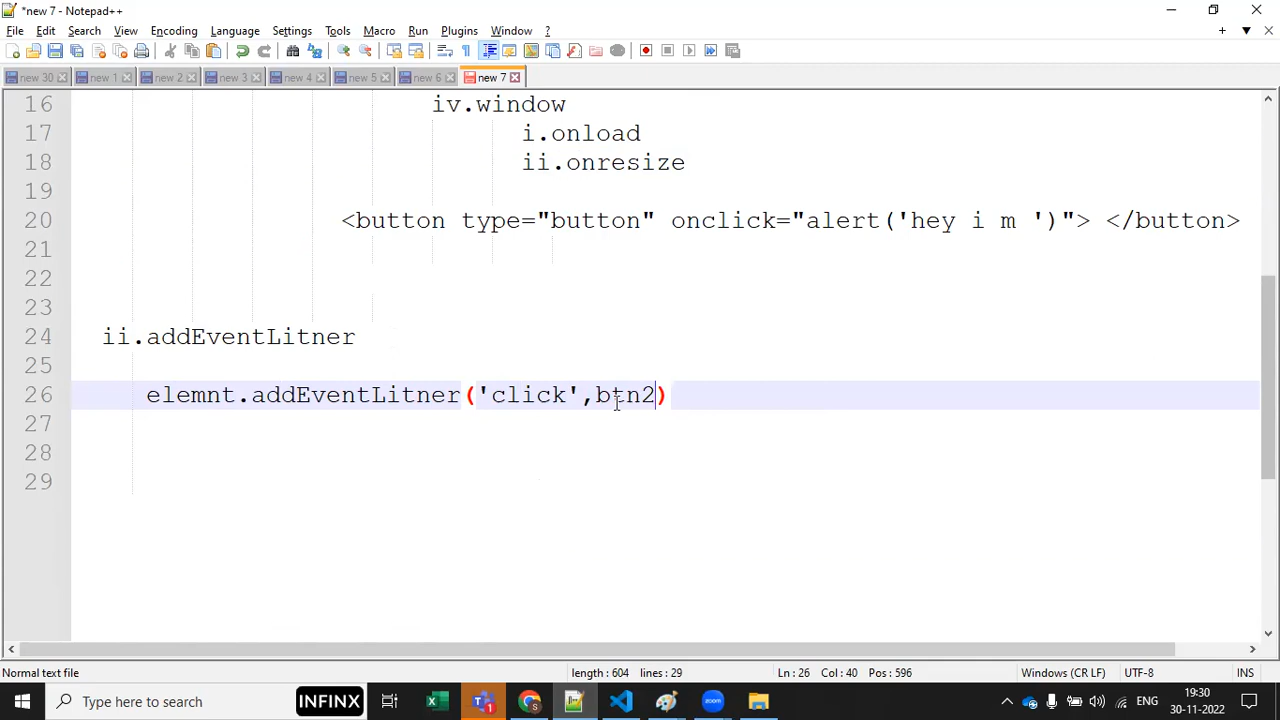 *new 7 - Notepad++
File Edit Search View Encoding Language Settings Tools Macro Run Plugins Window ?
new 30 new 1 new 2 new 3 new 4 new 5 new 6 new 7
16 iv.window
17 i.onload
18 ii.onresize
19
20 <button type="button" onclick="alert('hey i m ')"> </button>
21
22
23
24 ii.addEventLitner
25
26 elemnt.addEventLitner('click',btn2)
27
28
29
Normal text file length : 604 lines : 29 Ln : 26 Col : 40 Pos : 596 Windows (CR LF) UTF-8 INS
Type here to search INFINX zoom ENG 19:30
30-11-2022